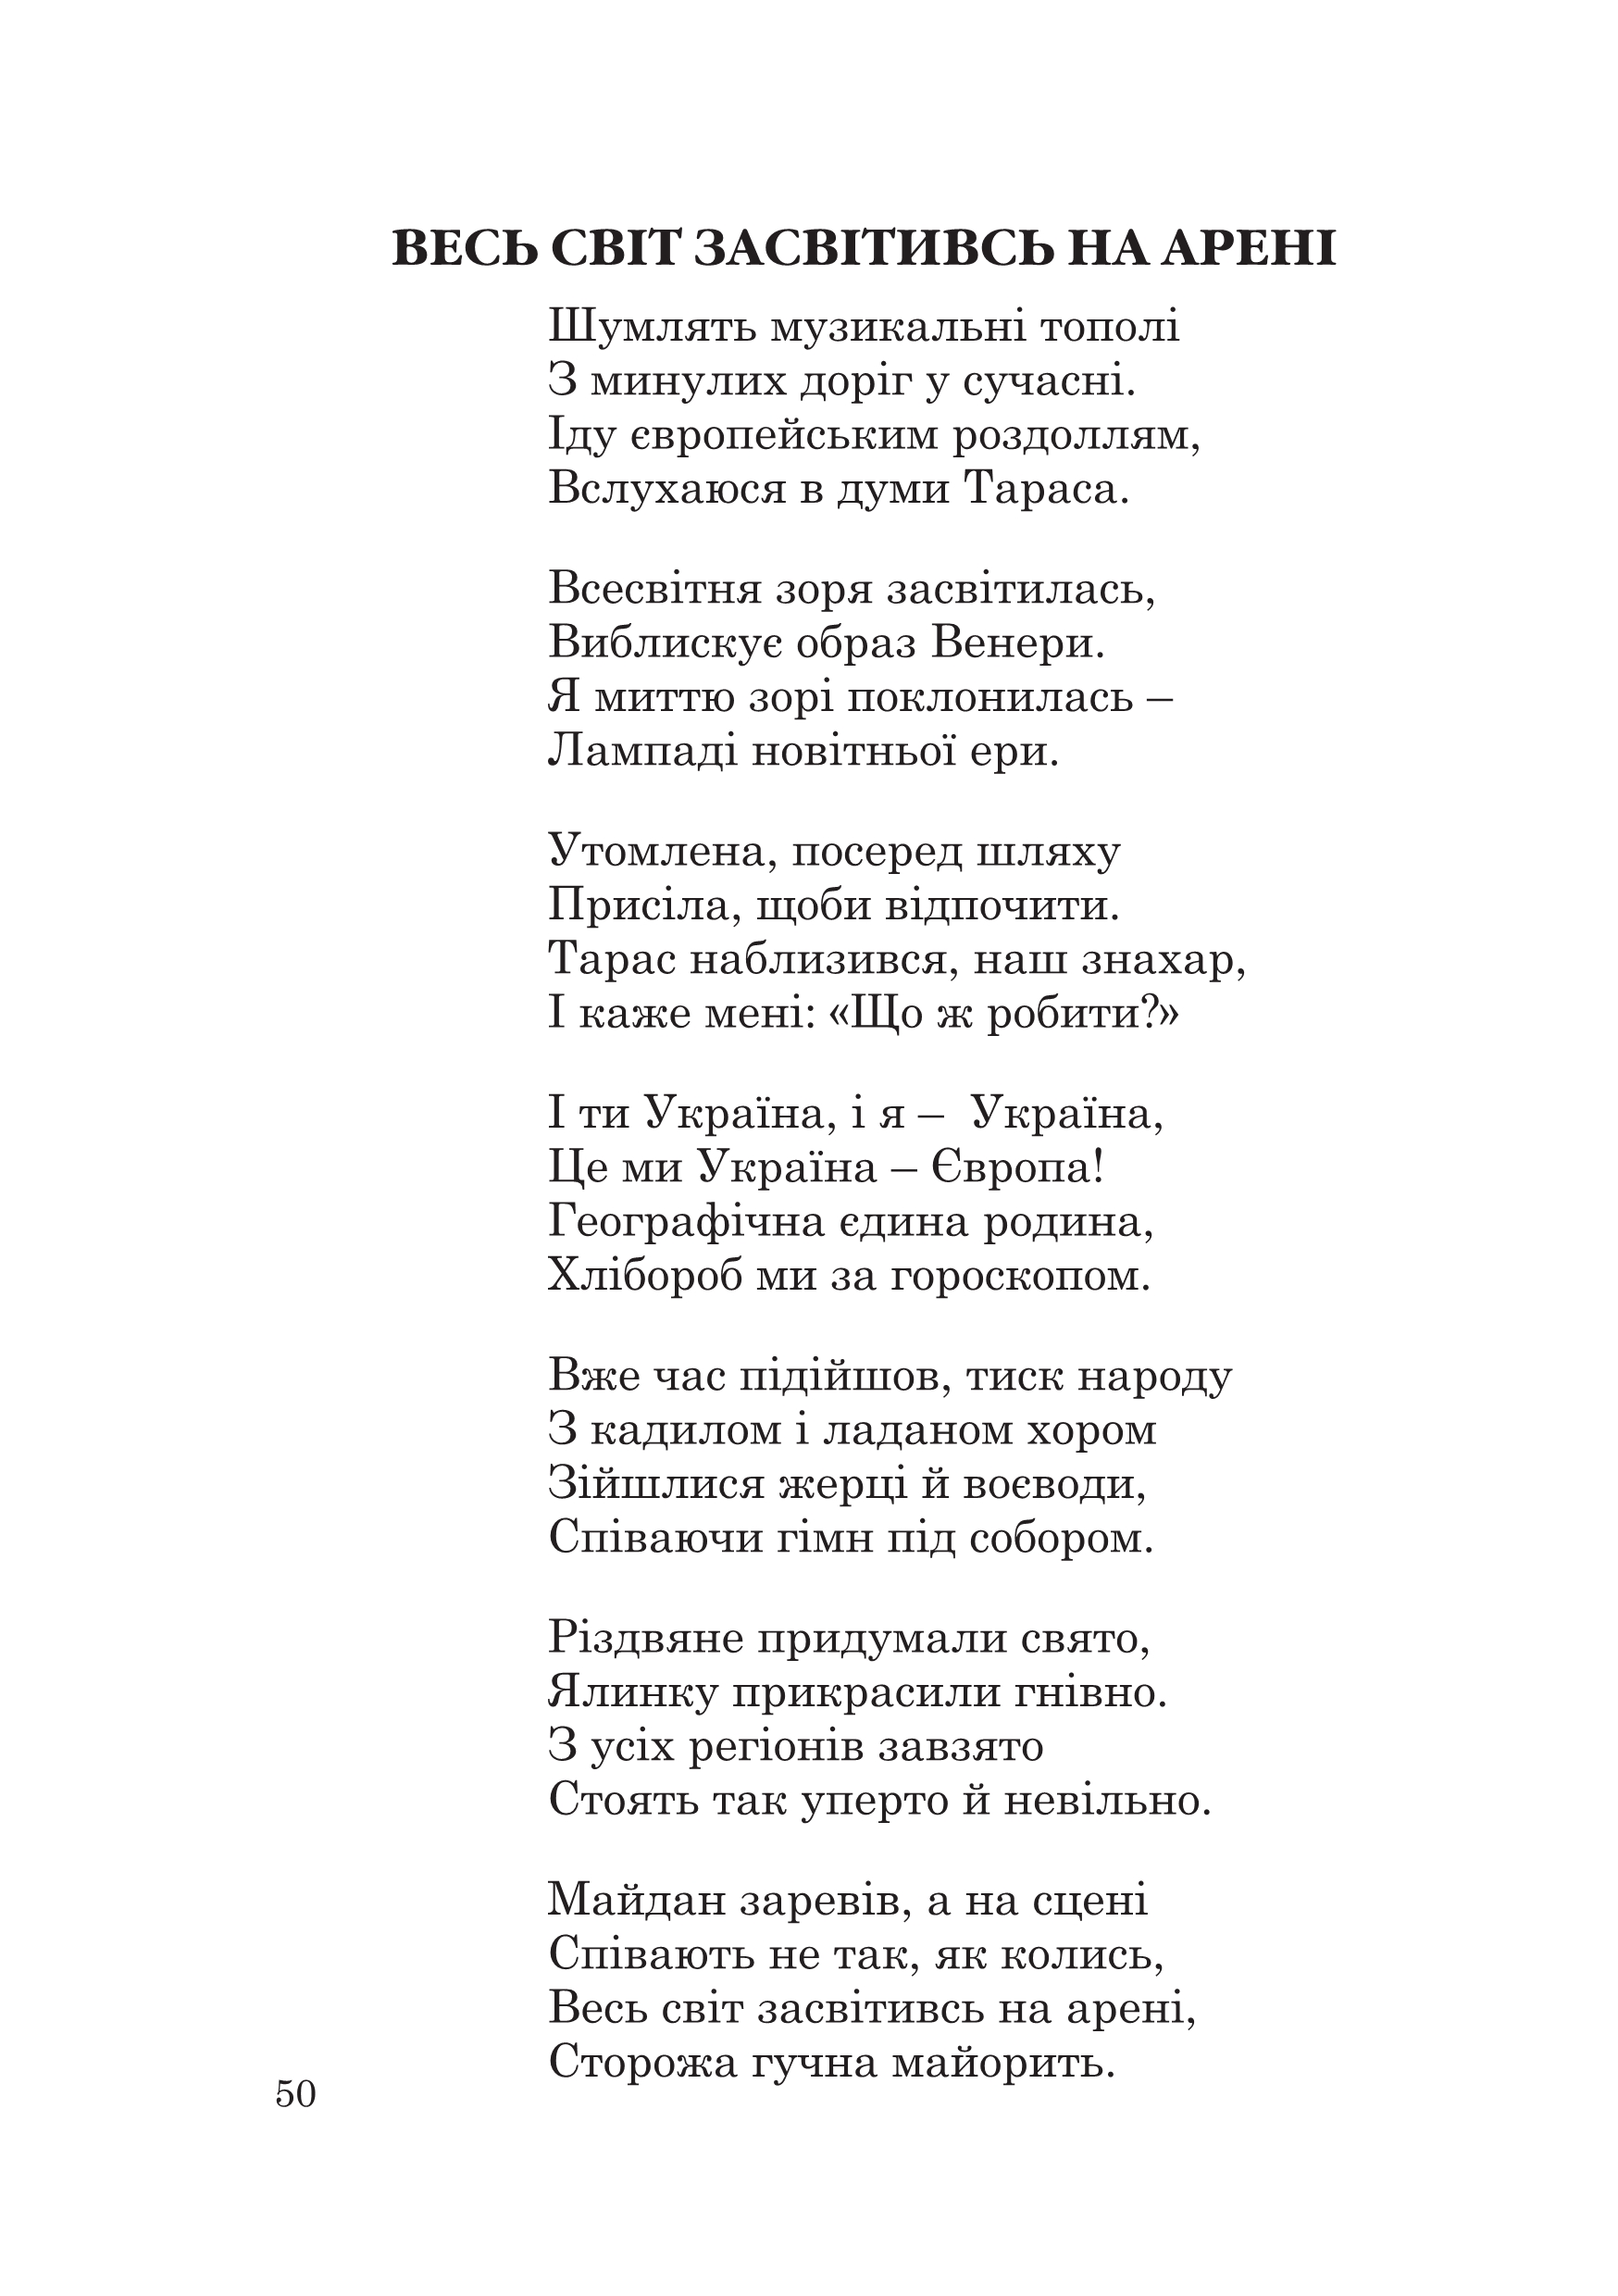 ВЕСЬ СВІТ ЗАСВІТИВСЬ НА АРЕНІ
Шумлять музикальні тополі
З минулих доріг у сучасні.
Іду європейським роздоллям,
Вслухаюся в думи Тараса.
Всесвітня зоря засвітилась,
Виблискує образ Венери.
Я миттю зорі поклонилась –
Лампаді новітньої ери.
Утомлена, посеред шляху
Присіла, щоби відпочити.
Тарас наблизився, наш знахар,
І каже мені: «Що ж робити?»
І ти Україна, і я – Україна,
Це ми Україна – Європа!
Географічна єдина родина,
Хлібороб ми за гороскопом.
Вже час підійшов, тиск народу
З кадилом і ладаном хором
Зійшлися жерці й воєводи,
Співаючи гімн під собором.
Різдвяне придумали свято,
Ялинку прикрасили гнівно.
З усіх регіонів завзято
Стоять так уперто й невільно.
Майдан заревів, а на сцені
Співають не так, як колись,
Весь світ засвітивсь на арені,
Сторожа гучна майорить.
50